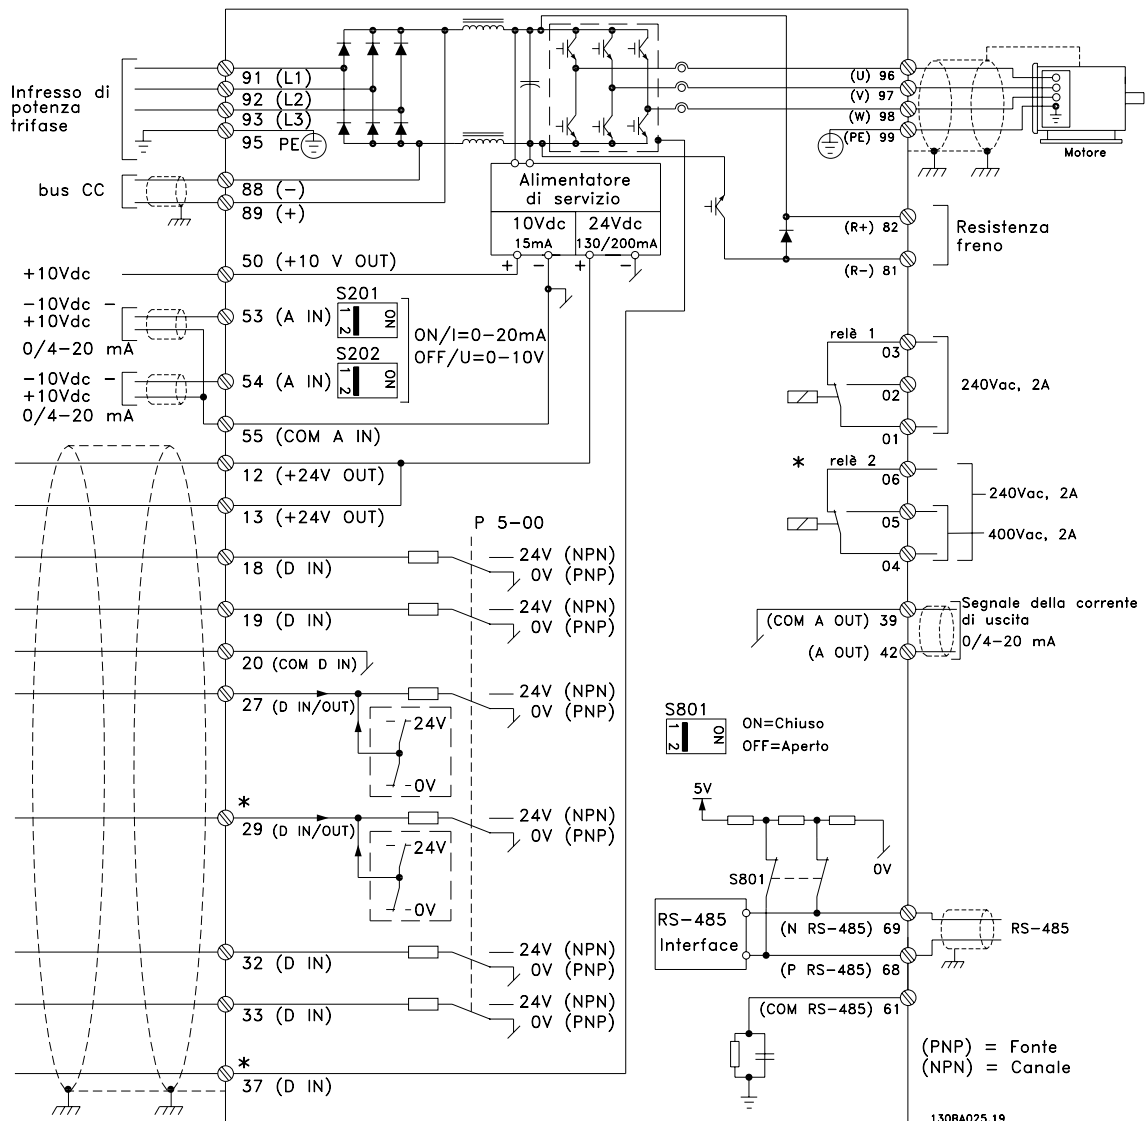 Infresso di
potenza
trifase
91 (L1)
92 (L2)
93 (L3)
95 PE
bus CC
88 (−)
89 (+)
+10Vdc
50 (+10 V OUT)
−10Vdc −
+10Vdc
0/4−20 mA
53 (A IN)
S201
1
2
ON
ON/I=0−20mA
OFF/U=0−10V
−10Vdc −
+10Vdc
0/4−20 mA
54 (A IN)
S202
1
2
ON
55 (COM A IN)
12 (+24V OUT)
13 (+24V OUT)
P 5-00
18 (D IN)
24V (NPN)
0V (PNP)
19 (D IN)
24V (NPN)
0V (PNP)
20 (COM D IN)
27 (D IN/OUT)
24V (NPN)
0V (PNP)
24V
0V
*
29 (D IN/OUT)
24V (NPN)
0V (PNP)
24V
0V
32 (D IN)
24V (NPN)
0V (PNP)
33 (D IN)
24V (NPN)
0V (PNP)
*
37 (D IN)
Alimentatore
di servizio
10Vdc
15mA
24Vdc
130/200mA
+ − + −
(U) 96
(V) 97
(W) 98
(PE) 99
Motore
(R+) 82
(R−) 81
Resistenza
freno
relè 1
03
02
01
240Vac, 2A
*
relè 2
06
05
04
240Vac, 2A
400Vac, 2A
(COM A OUT) 39
(A OUT) 42
Segnale della corrente
di uscita
0/4−20 mA
S801
1
2
ON
ON=Chiuso
OFF=Aperto
5V
0V
S801
RS−485
Interface
(N RS−485) 69
(P RS−485) 68
(COM RS−485) 61
RS−485
(PNP) = Fonte
(NPN) = Canale
130BA025.19